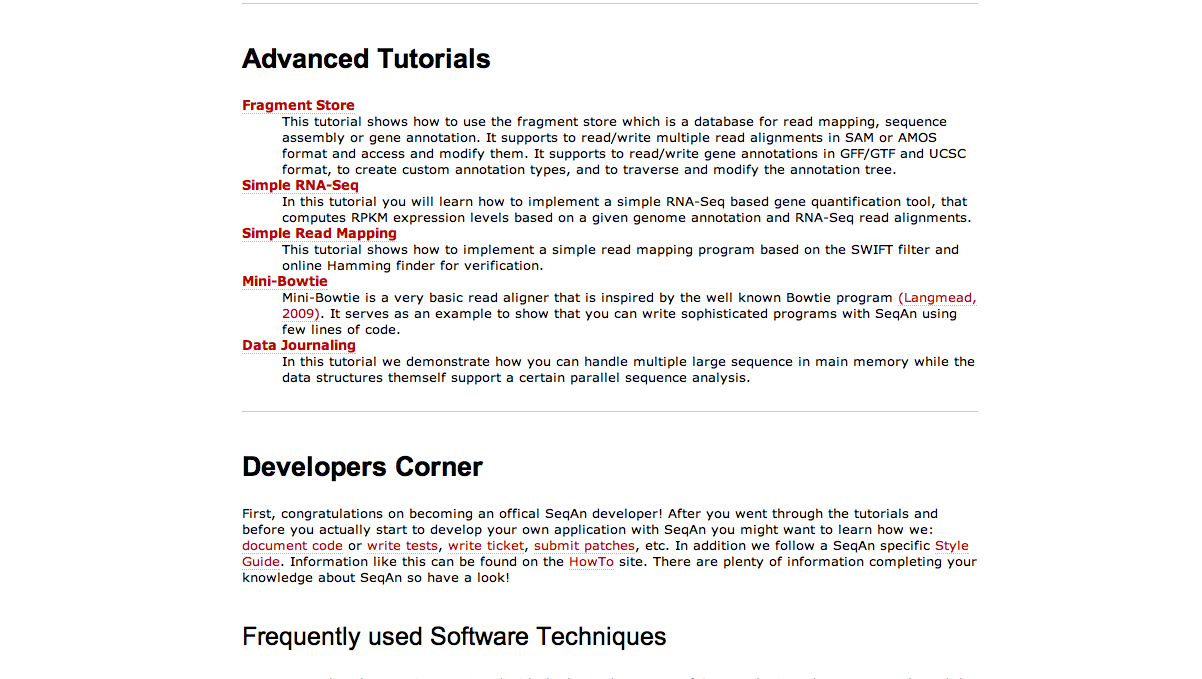 Advanced Tutorials
Fragment Store
This tutorial shows how to use the fragment store which is a database for read mapping, sequence
assembly or gene annotation. It supports to read/write multiple read alignments in SAM or AMOS
format and access and modify them. It supports to read/write gene annotations in GFF/GTF and UCSC
format, to create custom annotation types, and to traverse and modify the annotation tree.
Simple RNA-Seq
In this tutorial you will learn how to implement a simple RNA-Seq based gene quantification tool, that
computes RPKM expression levels based on a given genome annotation and RNA-Seq read alignments.
Simple Read Mapping
This tutorial shows how to implement a simple read mapping program based on the SWIFT filter and
online Hamming finder for verification.
Mini-Bowtie
Mini-Bowtie is a very basic read aligner that is inspired by the well known Bowtie program (Langmead,
2009). It serves as an example to show that you can write sophisticated programs with SeqAn using
few lines of code.
Data Journaling
In this tutorial we demonstrate how you can handle multiple large sequence in main memory while the
data structures themself support a certain parallel sequence analysis.
Developers Corner
First, congratulations on becoming an offical SeqAn developer! After you went through the tutorials and
before you actually start to develop your own application with SeqAn you might want to learn how we:
document code or write tests, write ticket, submit patches, etc. In addition we follow a SeqAn specific Style
Guide. Information like this can be found on the HowTo site. There are plenty of information completing your
knowledge about SeqAn so have a look!
Frequently used Software Techniques